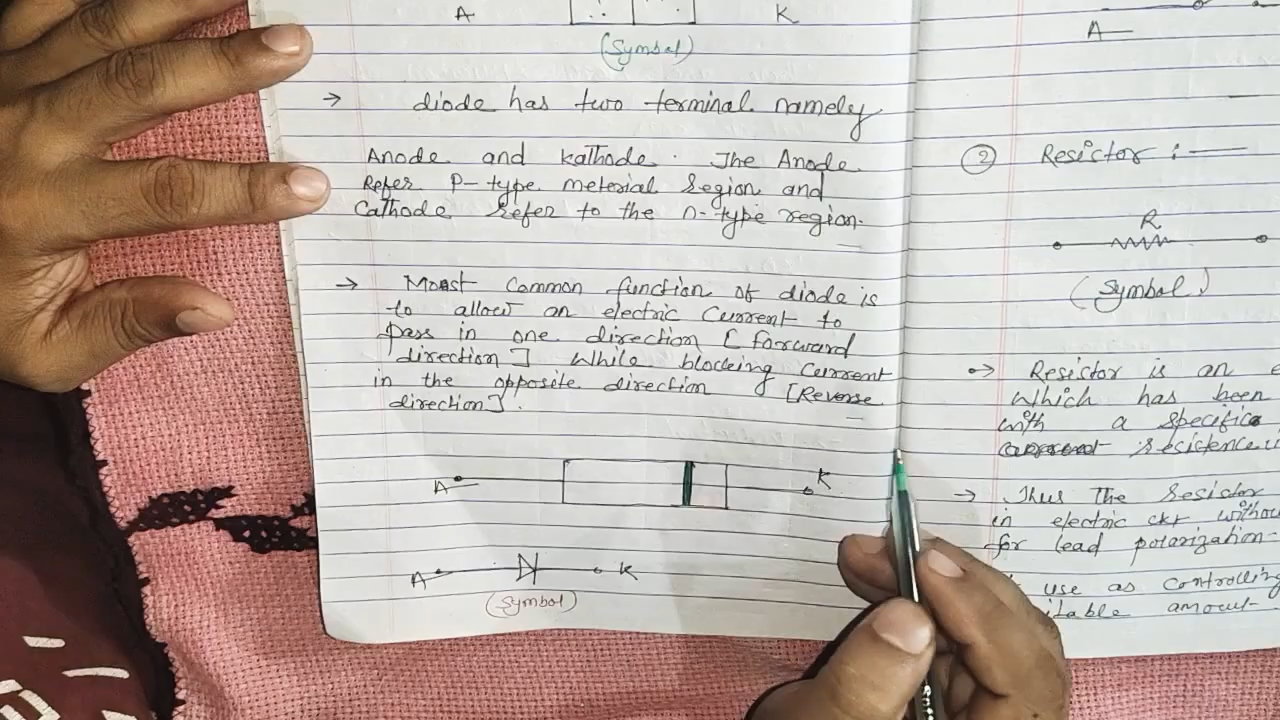 A K
(Symbol)
→ diode has two terminal namely
Anode and kathode. The Anode
Refer P-type meterial region and
Cathode refer to the n-type region.
→ Most Common function of diode is
to allow an electric Current to
pass in one direction [forward
direction] While blocking Current
in the opposite direction [Reverse
direction].
A K
A K
(Symbol)
A
② Resistor :—
R
(Symbol)
→ Resistor is an
which has been
with a specific
resistence
→ Thus The resistor
in electric ckt
for lead polarization-
use as controlling